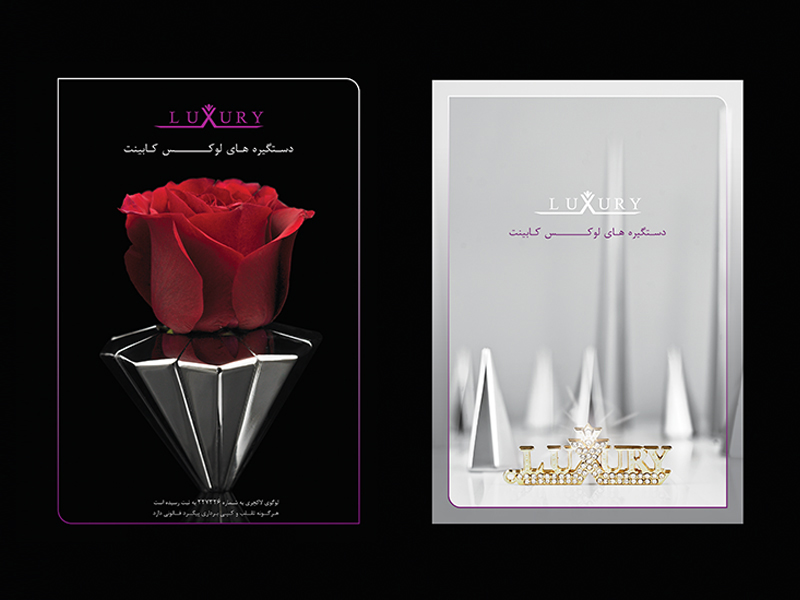 LUXURY
دستگیره های لوکس کابینت
لوگوی لاکچری به شماره ۲۲۷۲۲۶ به ثبت رسیده است
هرگونه تقلب و کپی برداری پیگرد قانونی دارد
LUXURY
دستگیره های لوکس کابینت
LUXURY